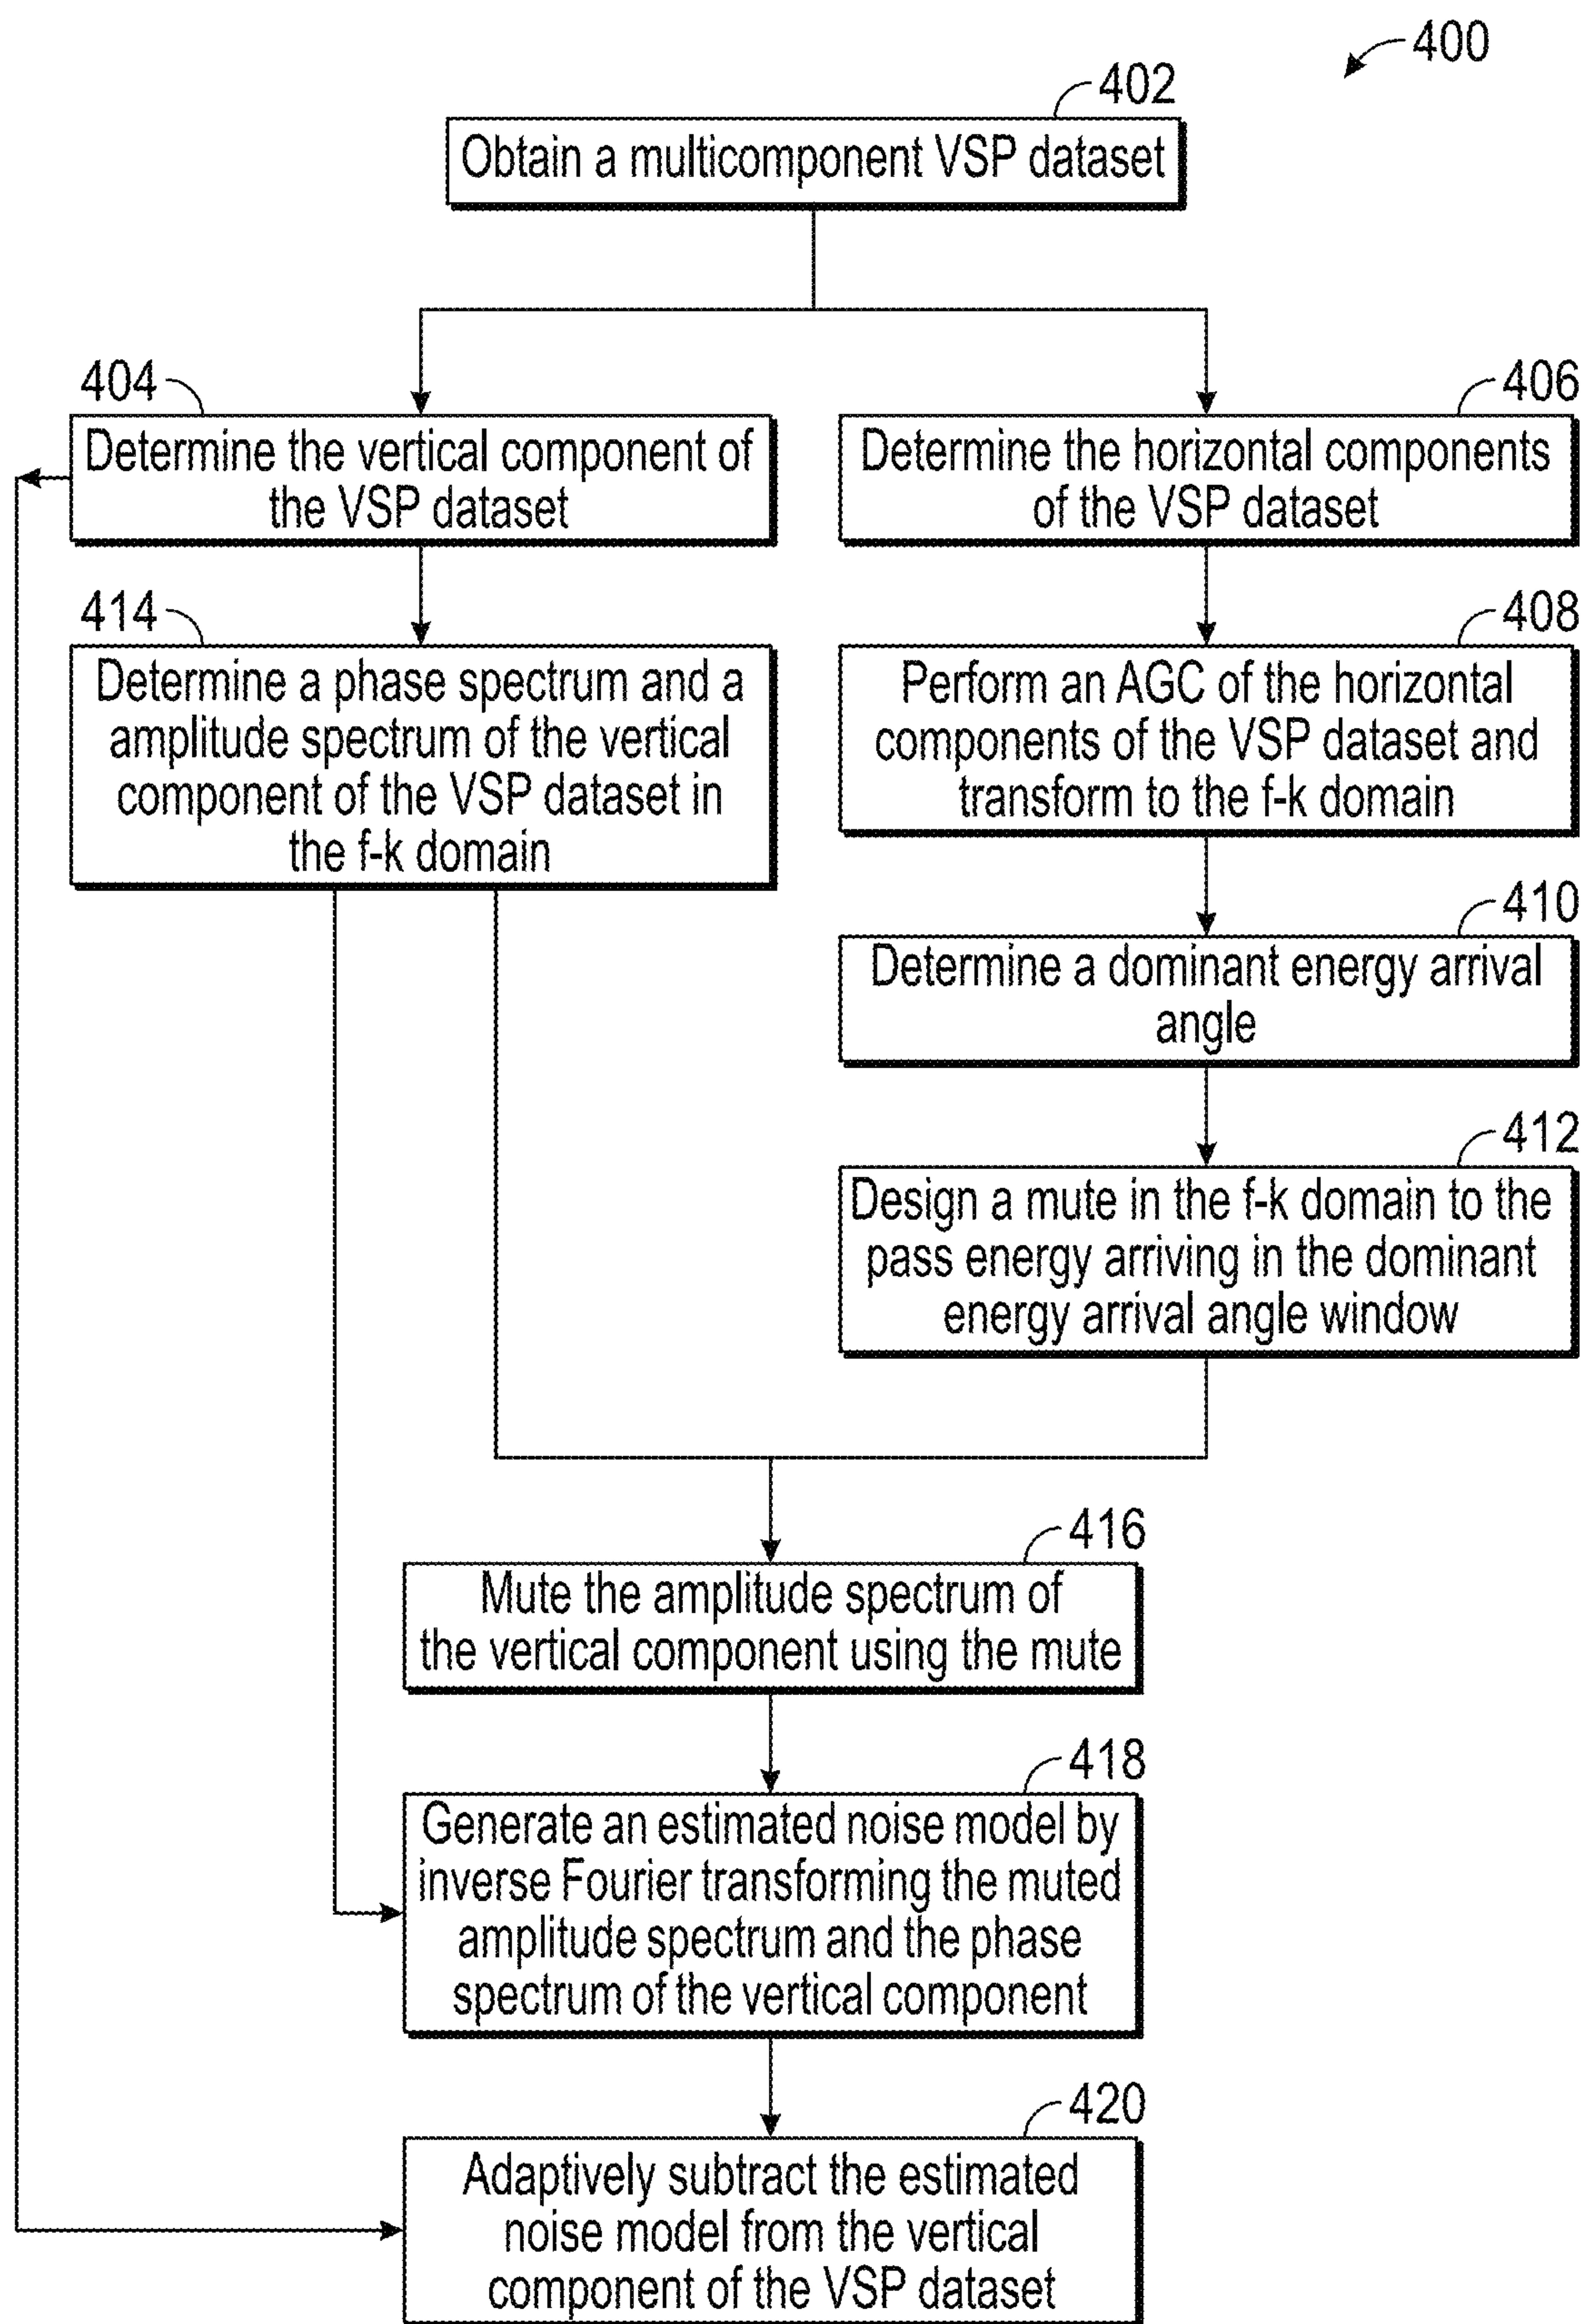 400
402
Obtain a multicomponent VSP dataset
404
Determine the vertical component of
the VSP dataset
406
Determine the horizontal components
of the VSP dataset
414
Determine a phase spectrum and a
amplitude spectrum of the vertical
component of the VSP dataset in
the f-k domain
408
Perform an AGC of the horizontal
components of the VSP dataset and
transform to the f-k domain
410
Determine a dominant energy arrival
angle
412
Design a mute in the f-k domain to the
pass energy arriving in the dominant
energy arrival angle window
416
Mute the amplitude spectrum of
the vertical component using the mute
418
Generate an estimated noise model by
inverse Fourier transforming the muted
amplitude spectrum and the phase
spectrum of the vertical component
420
Adaptively subtract the estimated
noise model from the vertical
component of the VSP dataset